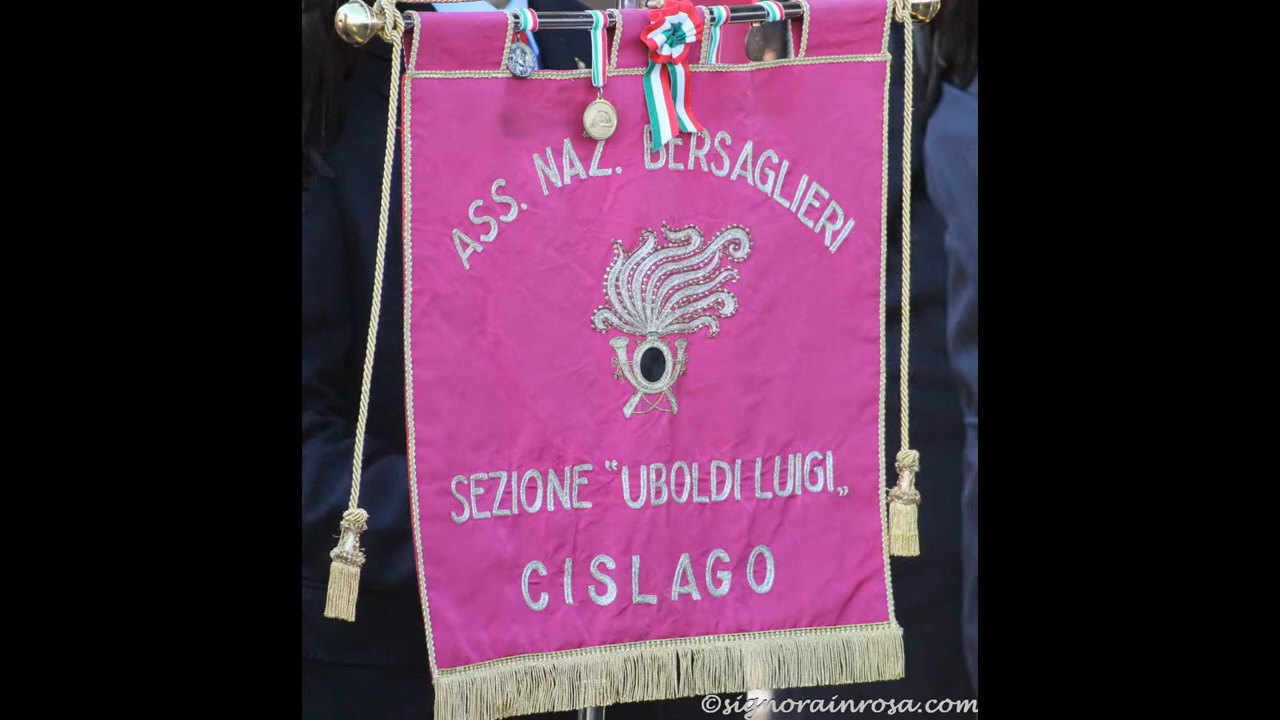 ASS. NAZ. BERSAGLIERI
SEZIONE “UBOLDI LUIGI„
CISLAGO
©signorainrosa.com